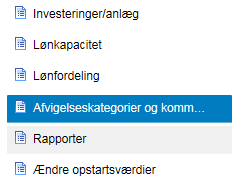 Investeringer/anlæg
Lønkapacitet
Lønfordeling
Afvigelseskategorier og komm...
Rapporter
Ændre opstartsværdier